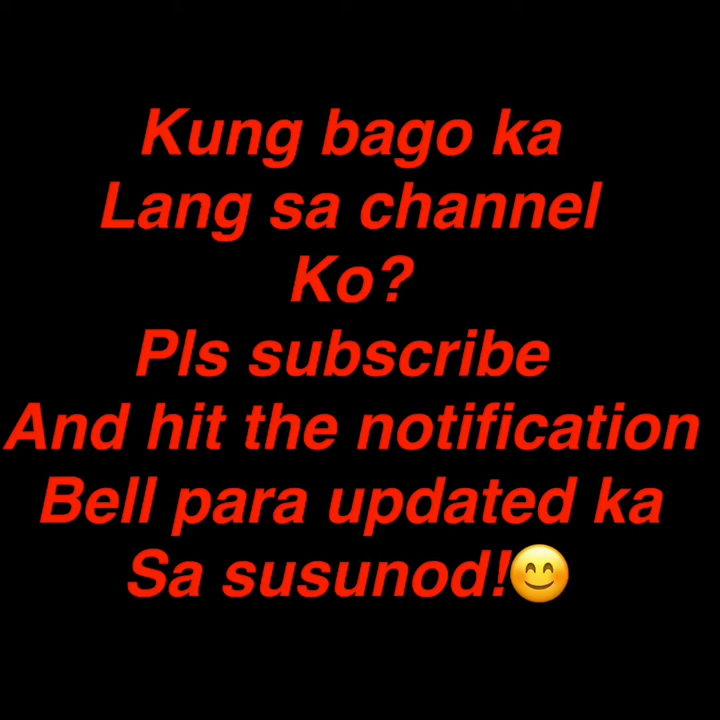 Kung bago ka
Lang sa channel
Ko?
Pls subscribe
And hit the notification
Bell para updated ka
Sa susunod!😊